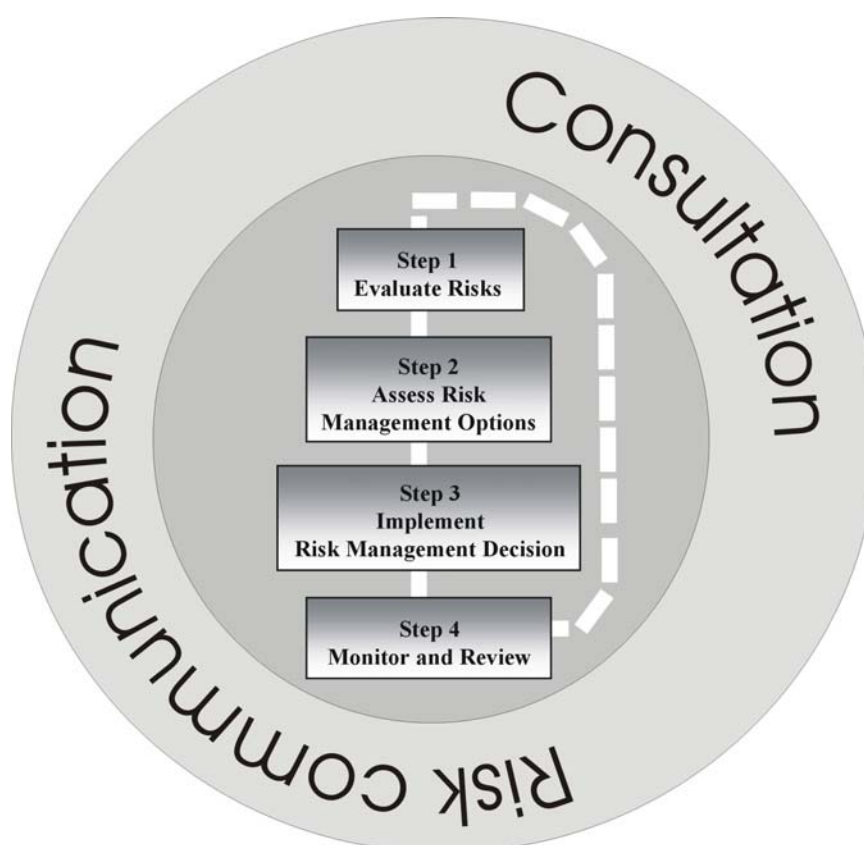 Consultation
Step 1
Evaluate Risks
Step 2
Assess Risk
Management Options
Step 3
Implement
Risk Management Decision
Step 4
Monitor and Review
Risk communication